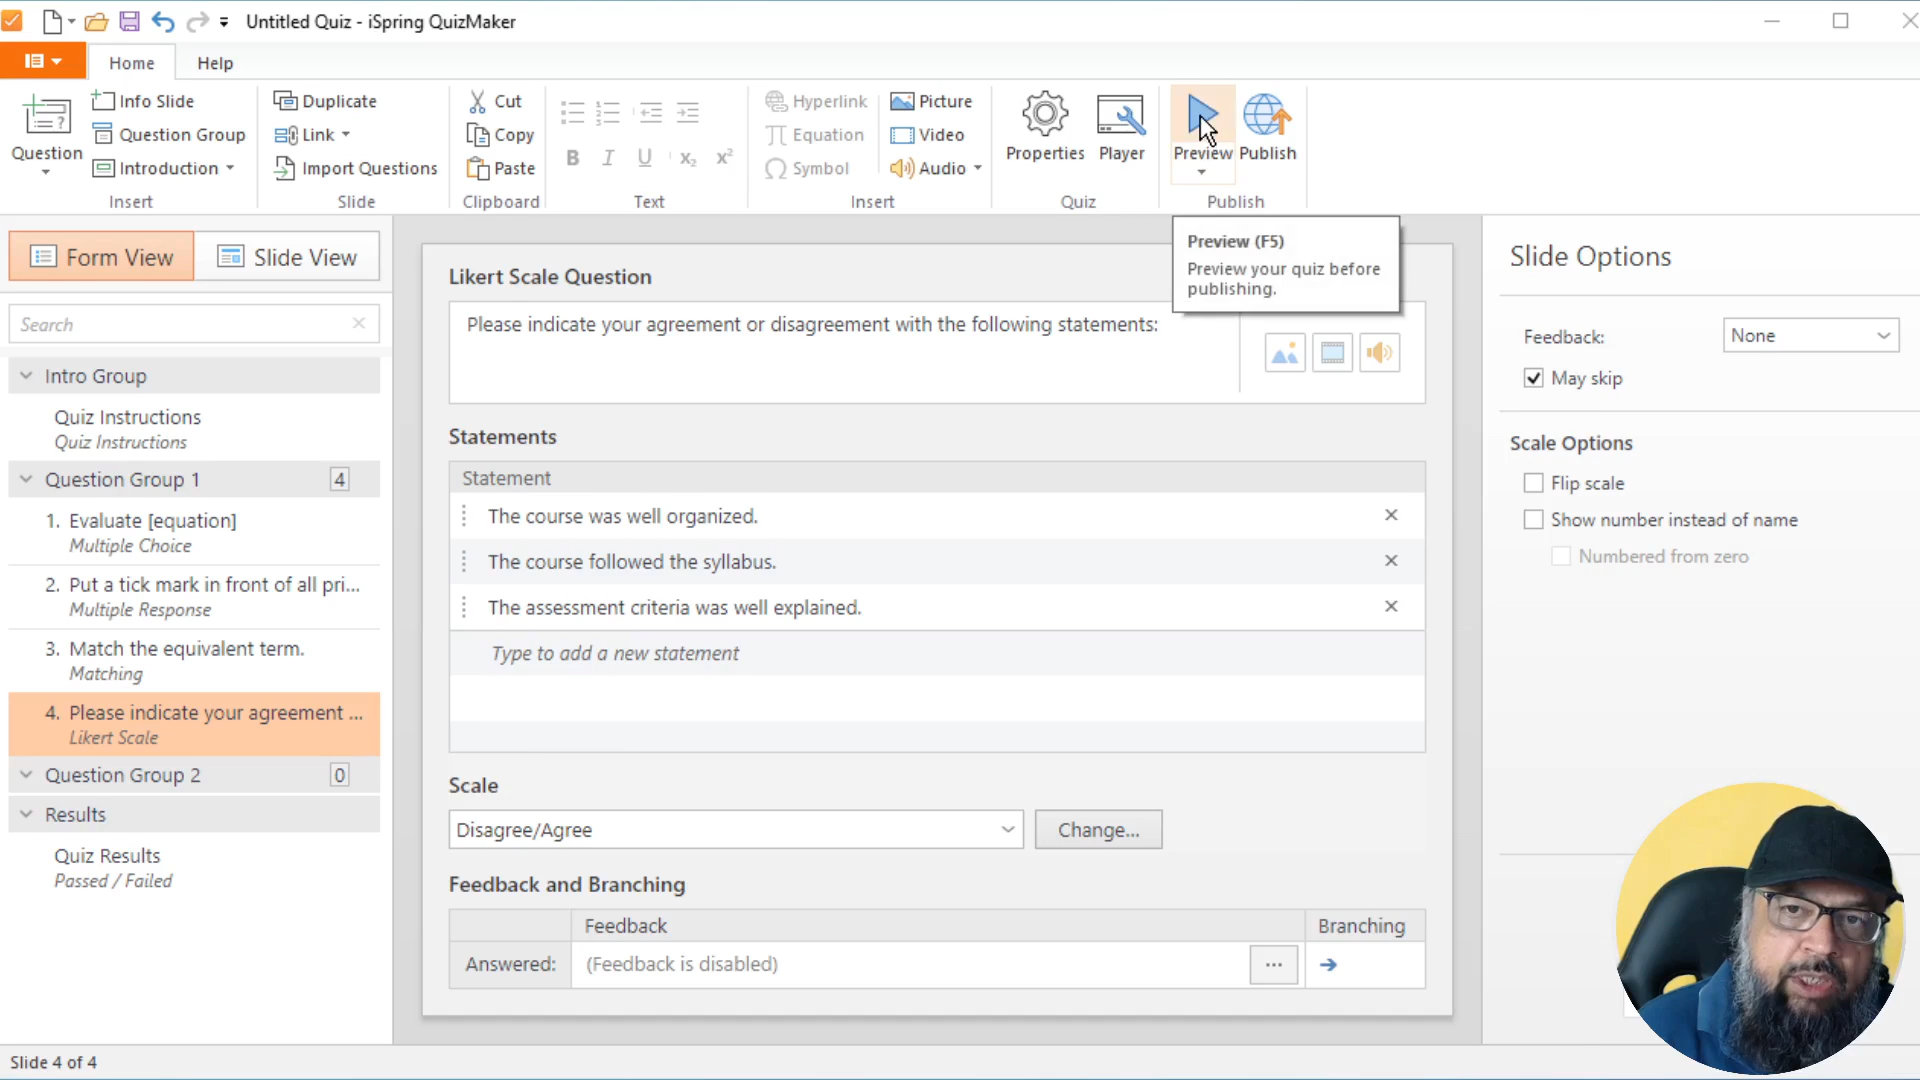 Untitled Quiz - iSpring QuizMaker
Home
Help
Question
Info Slide
Question Group
Introduction
Insert
Duplicate
Link
Import Questions
Slide
Cut
Copy
Paste
Clipboard
B I U x₂ x²
Text
Hyperlink
Equation
Symbol
Picture
Video
Audio
Insert
Properties
Player
Quiz
Preview
Publish
Publish
Preview (F5)
Preview your quiz before
publishing.
Form View
Slide View
Search
Intro Group
Quiz Instructions
Quiz Instructions
Question Group 1 4
1. Evaluate [equation]
Multiple Choice
2. Put a tick mark in front of all pri...
Multiple Response
3. Match the equivalent term.
Matching
4. Please indicate your agreement ...
Likert Scale
Question Group 2 0
Results
Quiz Results
Passed / Failed
Likert Scale Question
Please indicate your agreement or disagreement with the following statements:
Statements
Statement
The course was well organized.
The course followed the syllabus.
The assessment criteria was well explained.
Type to add a new statement
Scale
Disagree/Agree
Change...
Feedback and Branching
Feedback Branching
Answered: (Feedback is disabled) ...
Slide Options
Feedback: None
May skip
Scale Options
Flip scale
Show number instead of name
Numbered from zero
Slide 4 of 4